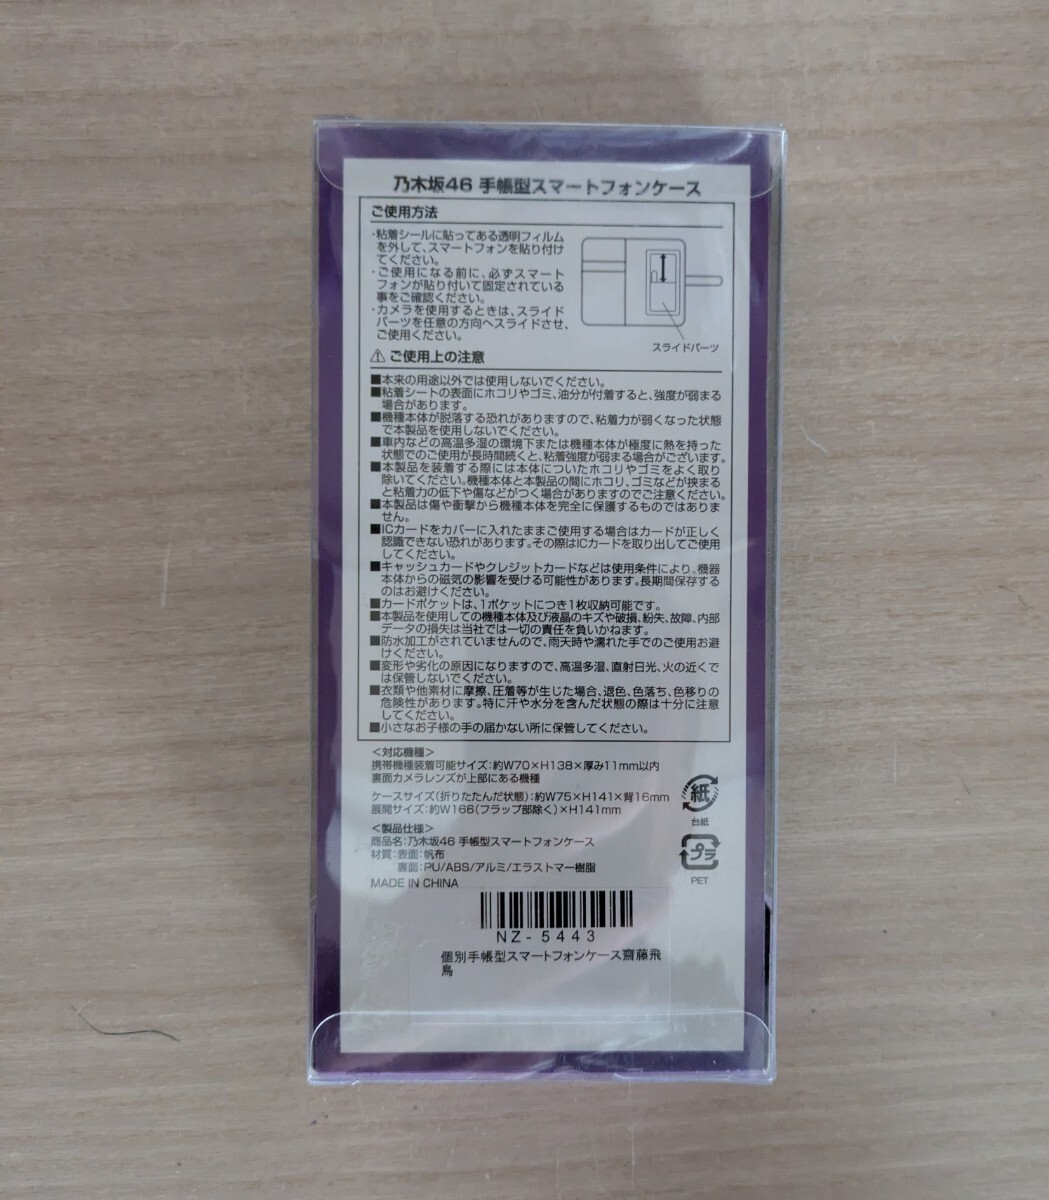 乃木坂46 手帳型スマートフォンケース
ご使用方法
・粘着シールに貼ってある透明フィルム
を外して、スマートフォンを貼り付け
てください。
・ご使用になる前に、必ずスマート
フォンが貼り付いて固定されている
事をご確認ください。
・カメラを使用するときは、スライド
パーツを任意の方向へスライドさせ、
ご使用ください。
スライドパーツ
⚠ ご使用上の注意
■本来の用途以外では使用しないでください。
■粘着シートの表面にホコリやゴミ、油分が付着すると、強度が弱まる
場合があります。
■機種本体が脱落する恐れがありますので、粘着力が弱くなった状態
で本製品を使用しないでください。
■車内などの高温多湿の環境下または機種本体が極度に熱を持った
状態でのご使用が長時間続くと、粘着強度が弱まる場合がございます。
■本製品を装着する際には本体についたホコリやゴミをよく取り
除いてください。機種本体と本製品の間にホコリ、ゴミなどが挟まる
と粘着力の低下や傷などがつく場合がありますのでご注意ください。
■本製品は傷や衝撃から機種本体を完全に保護するものではありま
せん。
■ICカードをカバーに入れたままご使用する場合はカードが正しく
認識できない恐れがあります。その際はICカードを取り出してご使用
してください。
■キャッシュカードやクレジットカードなどは使用条件により、機器
本体からの磁気の影響を受ける可能性があります。長期間保存する
のはお避けください。
■カードポケットは、1ポケットにつき1枚収納可能です。
■本製品を使用しての機種本体及び液晶のキズや破損、紛失、故障、内部
データの損失は当社では一切の責任を負いかねます。
■防水加工がされていませんので、雨天時や濡れた手でのご使用お避
けください。
■変形や劣化の原因になりますので、高温多湿、直射日光、火の近くで
は保管しないでください。
■衣類や他素材に摩擦、圧着等が生じた場合、退色、色落ち、色移りの
危険性があります。特に汗や水分を含んだ状態の際は十分に注意
してください。
■小さなお子様の手の届かない所に保管してください。
＜対応機種＞
携帯機種装着可能サイズ：約W70×H138×厚み11mm以内
裏面カメラレンズが上部にある機種
ケースサイズ（折りたたんだ状態）：約W75×H141×背16mm
展開サイズ：約W166（フラップ部除く）×H141mm
＜製品仕様＞
商品名：乃木坂46 手帳型スマートフォンケース
材質：表面：帆布
裏面：PU/ABS/アルミ/エラストマー樹脂
MADE IN CHINA
紙
台紙
プラ
PET
NZ-5443
個別手帳型スマートフォンケース齋藤飛
鳥